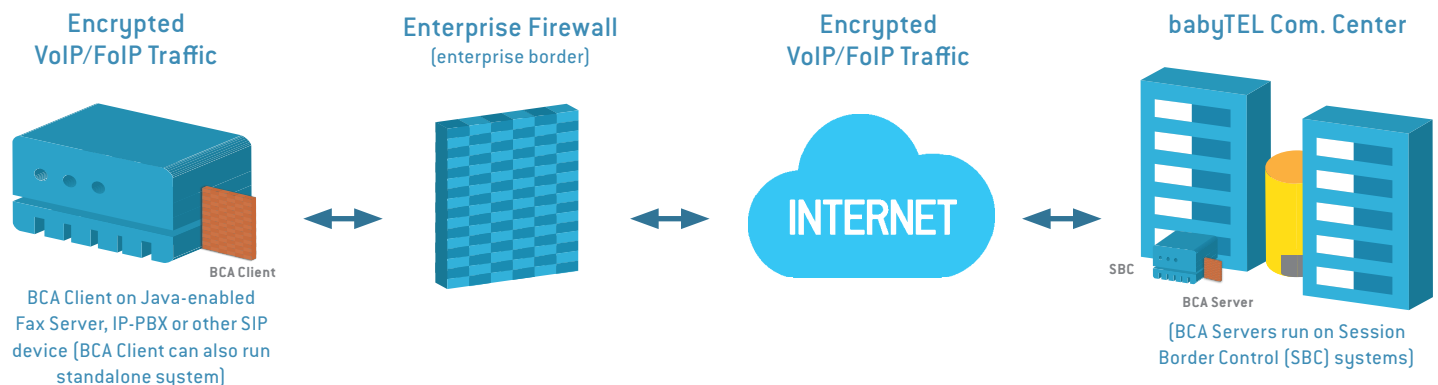 Encrypted
VoIP/FoIP Traffic
BCA Client
BCA Client on Java-enabled
Fax Server, IP-PBX or other SIP
device (BCA Client can also run
standalone system)
Enterprise Firewall
(enterprise border)
Encrypted
VoIP/FoIP Traffic
INTERNET
babyTEL Com. Center
SBC
BCA Server
(BCA Servers run on Session
Border Control (SBC) systems)